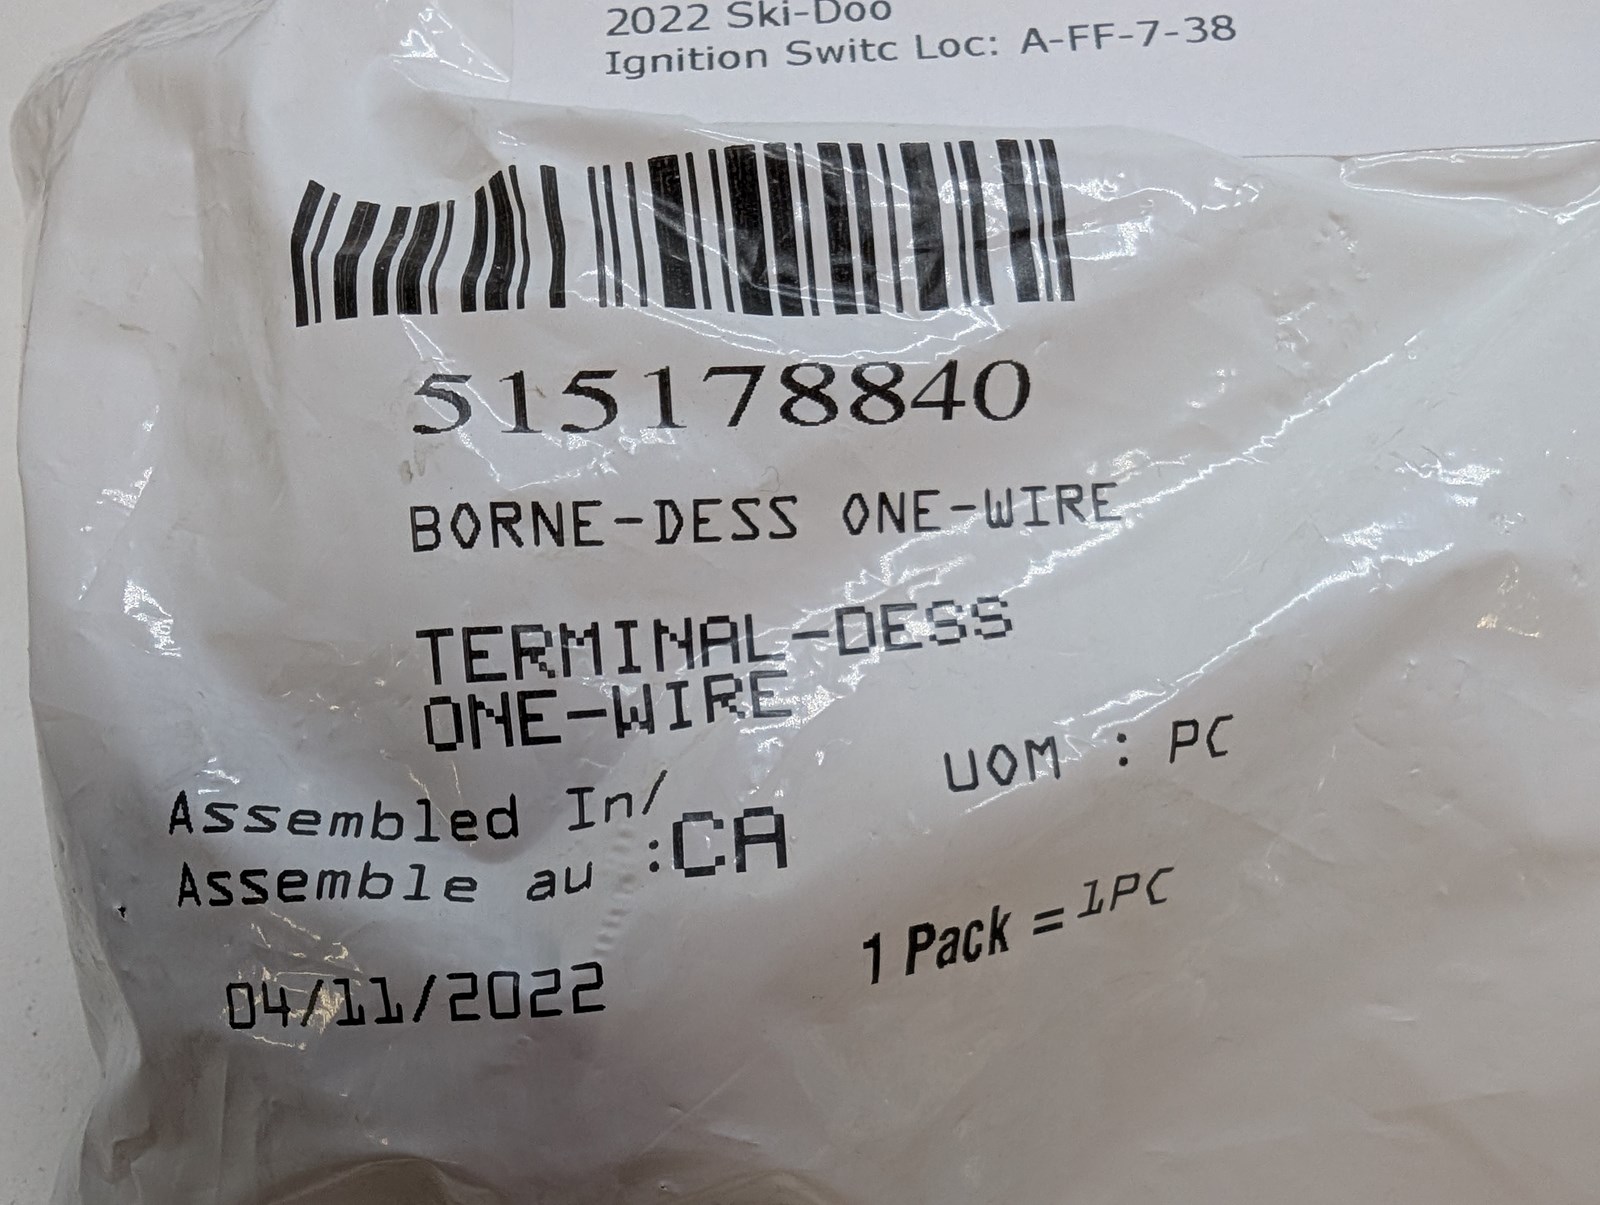 2022 Ski-Doo
Ignition Switc Loc: A-FF-7-38
515178840
BORNE-DESS ONE-WIRE
TERMINAL-DESS
ONE-WIRE
UOM : PC
Assembled In/
Assemble au :CA
1 Pack = 1PC
04/11/2022